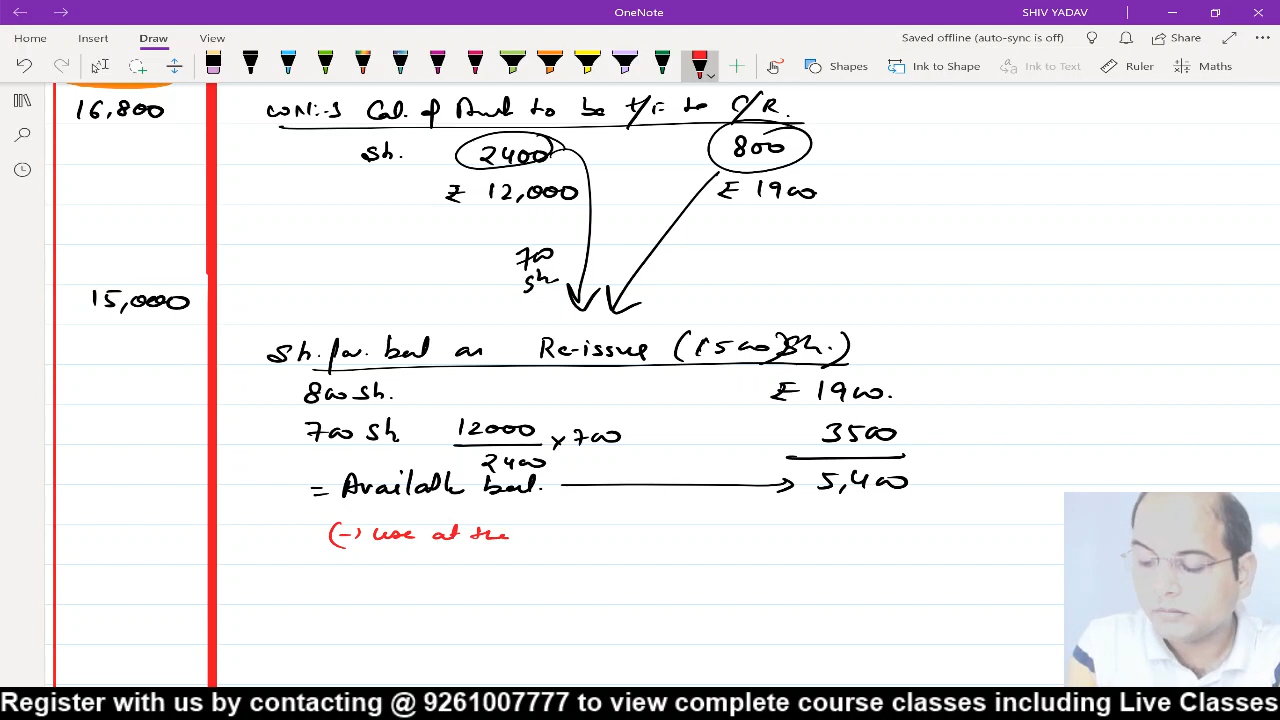 OneNote
SHIV YADAV
Home Insert Draw View
Saved offline (auto-sync is off)
Share
Shapes
Ink to Shape
Ink to Text
Ruler
Maths
16,800
W.N:-3 Cal. of Amt to be t/f to C/R.
Sh. 2400 800
₹ 12,000 ₹ 1900
700
sh
15,000
Sh. for. bal on Re-issue (1500 Sh.)
800 sh. ₹ 1900.
700 sh 12000/2400 × 700 3500
= Available bal. 5,400
(-) use at the
Register with us by contacting @ 9261007777 to view complete course classes including Live Classes